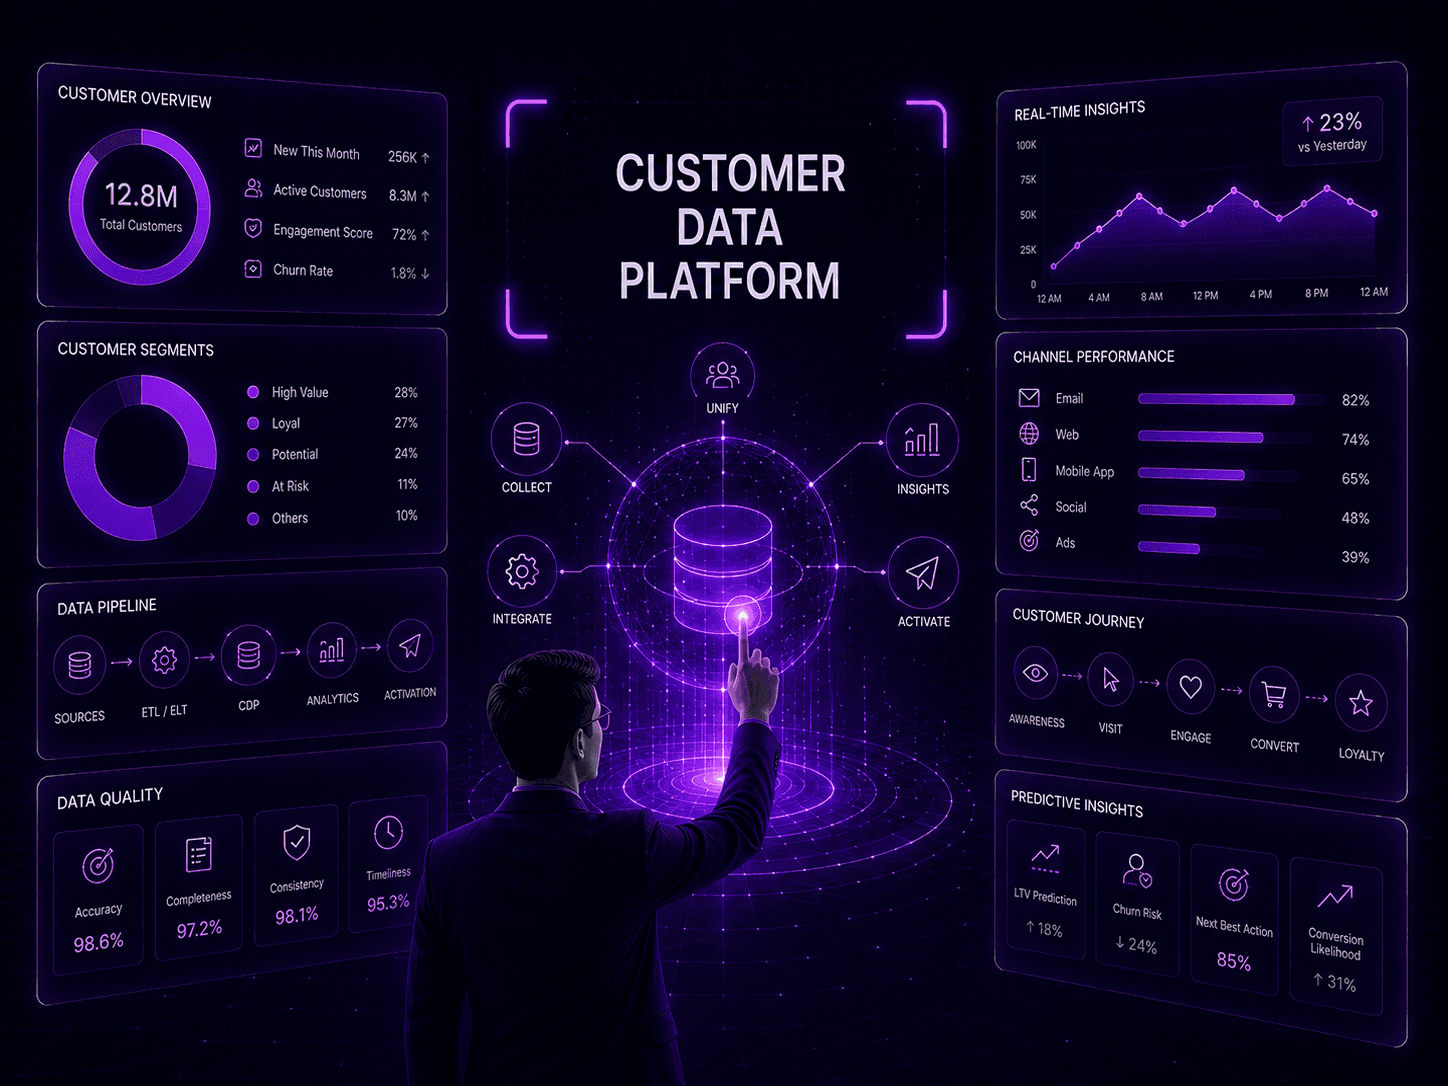 CUSTOMER OVERVIEW
12.8M
Total Customers
New This Month 256K ↑
Active Customers 8.3M ↑
Engagement Score 72% ↑
Churn Rate 1.8% ↓
CUSTOMER SEGMENTS
High Value 28%
Loyal 27%
Potential 24%
At Risk 11%
Others 10%
DATA PIPELINE
SOURCES
ETL / ELT
CDP
ANALYTICS
ACTIVATION
DATA QUALITY
Accuracy
98.6%
Completeness
97.2%
Consistency
98.1%
Timeliness
95.3%
CUSTOMER
DATA
PLATFORM
UNIFY
COLLECT
INSIGHTS
INTEGRATE
ACTIVATE
REAL-TIME INSIGHTS
↑ 23%
vs Yesterday
100K
75K
50K
25K
0
12 AM 4 AM 8 AM 12 PM 4 PM 8 PM 12 AM
CHANNEL PERFORMANCE
Email 82%
Web 74%
Mobile App 65%
Social 48%
Ads 39%
CUSTOMER JOURNEY
AWARENESS
VISIT
ENGAGE
CONVERT
LOYALTY
PREDICTIVE INSIGHTS
LTV Prediction
↑ 18%
Churn Risk
↓ 24%
Next Best Action
85%
Conversion
Likelihood
↑ 31%